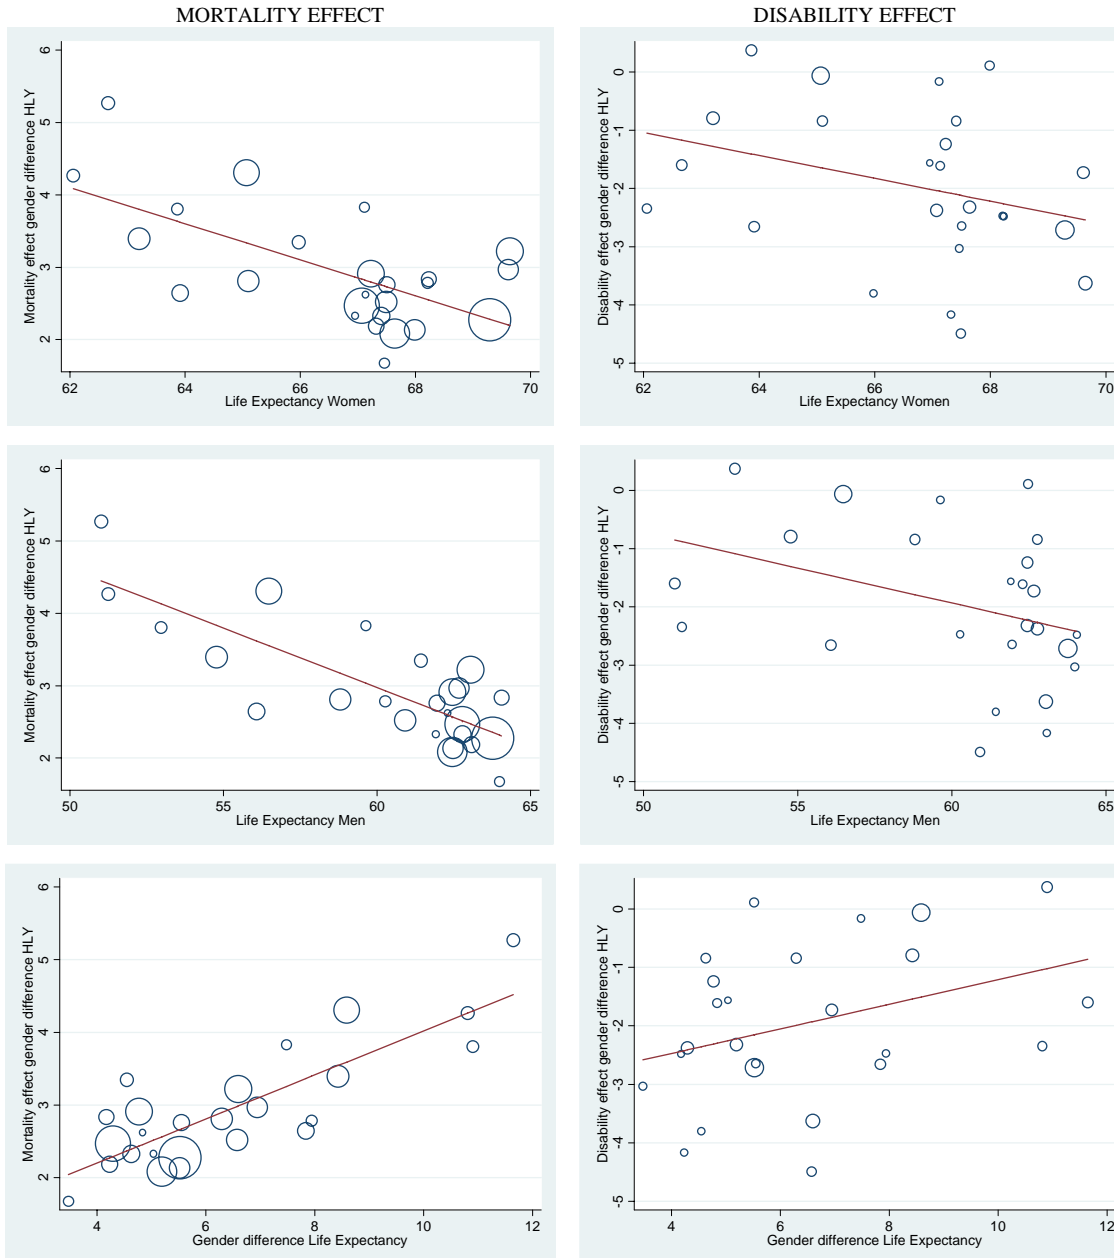 MORTALITY EFFECT
DISABILITY EFFECT
Mortality effect gender difference HLY
6
5
4
3
2
62 64 66 68 70
Life Expectancy Women
Disability effect gender difference HLY
0
-1
-2
-3
-4
-5
62 64 66 68 70
Life Expectancy Women
Mortality effect gender difference HLY
6
5
4
3
2
50 55 60 65
Life Expectancy Men
Disability effect gender difference HLY
0
-1
-2
-3
-4
-5
50 55 60 65
Life Expectancy Men
Mortality effect gender difference HLY
6
5
4
3
2
4 6 8 10 12
Gender difference Life Expectancy
Disability effect gender difference HLY
0
-1
-2
-3
-4
-5
4 6 8 10 12
Gender difference Life Expectancy